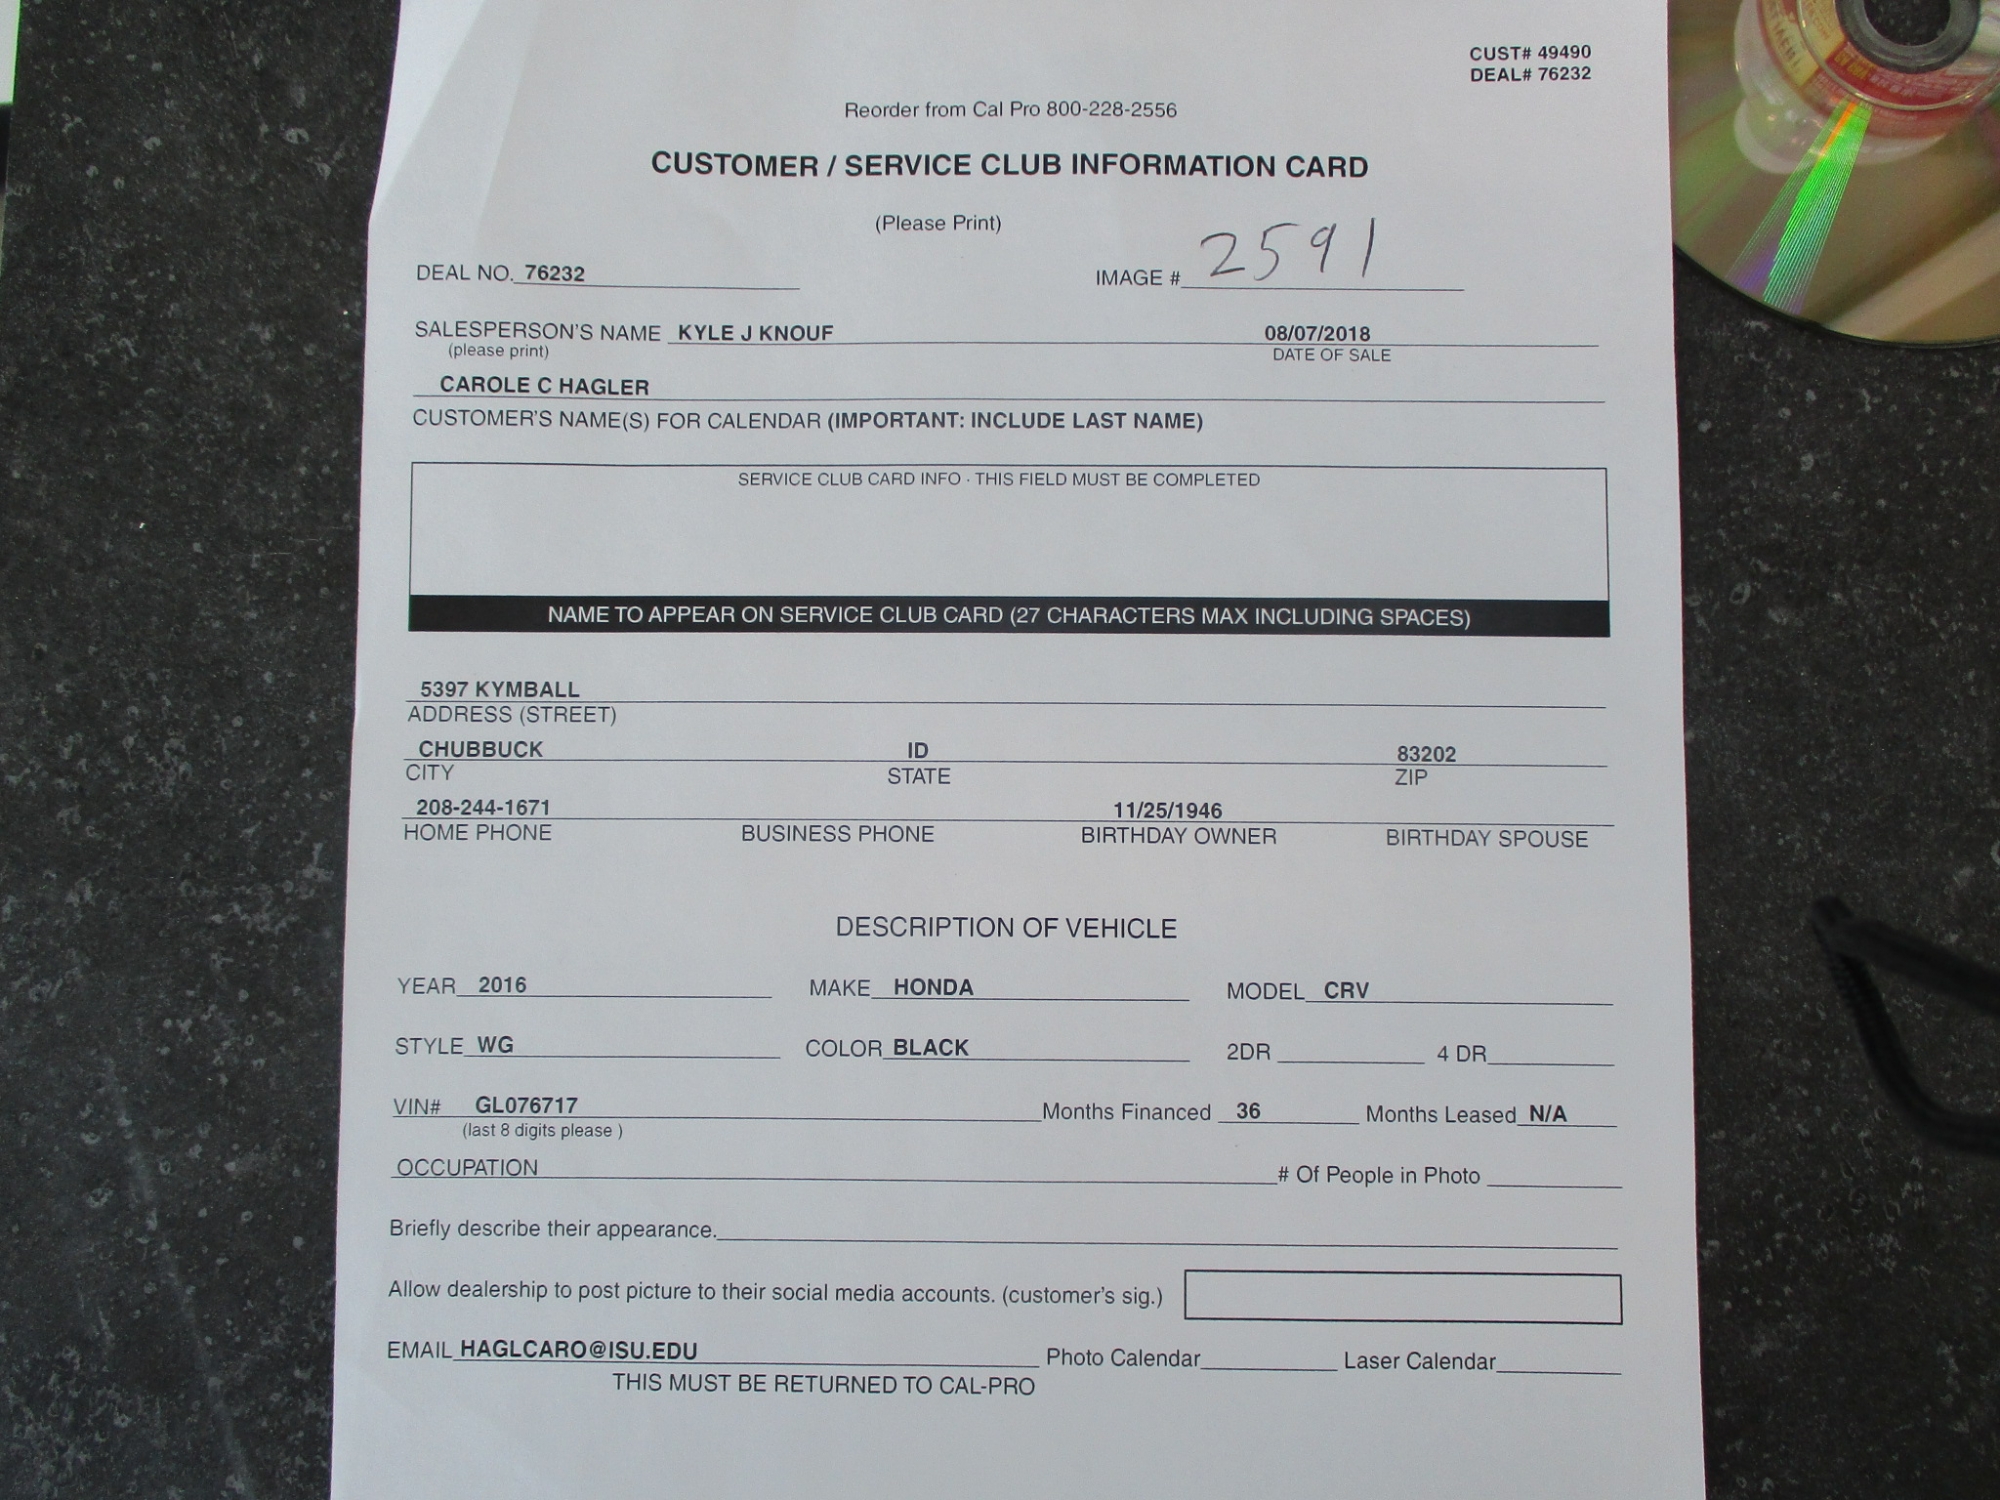 CUST# 49490
DEAL# 76232
Reorder from Cal Pro 800-228-2556
CUSTOMER / SERVICE CLUB INFORMATION CARD
(Please Print)
DEAL NO. 76232 IMAGE # 2591
SALESPERSON'S NAME KYLE J KNOUF 08/07/2018
(please print) DATE OF SALE
CAROLE C HAGLER
CUSTOMER'S NAME(S) FOR CALENDAR (IMPORTANT: INCLUDE LAST NAME)
SERVICE CLUB CARD INFO · THIS FIELD MUST BE COMPLETED
NAME TO APPEAR ON SERVICE CLUB CARD (27 CHARACTERS MAX INCLUDING SPACES)
5397 KYMBALL
ADDRESS (STREET)
CHUBBUCK ID 83202
CITY STATE ZIP
208-244-1671 11/25/1946
HOME PHONE BUSINESS PHONE BIRTHDAY OWNER BIRTHDAY SPOUSE
DESCRIPTION OF VEHICLE
YEAR 2016 MAKE HONDA MODEL CRV
STYLE WG COLOR BLACK 2DR 4 DR
VIN# GL076717 Months Financed 36 Months Leased N/A
(last 8 digits please )
OCCUPATION # Of People in Photo
Briefly describe their appearance.
Allow dealership to post picture to their social media accounts. (customer's sig.)
EMAIL HAGLCARO@ISU.EDU Photo Calendar Laser Calendar
THIS MUST BE RETURNED TO CAL-PRO